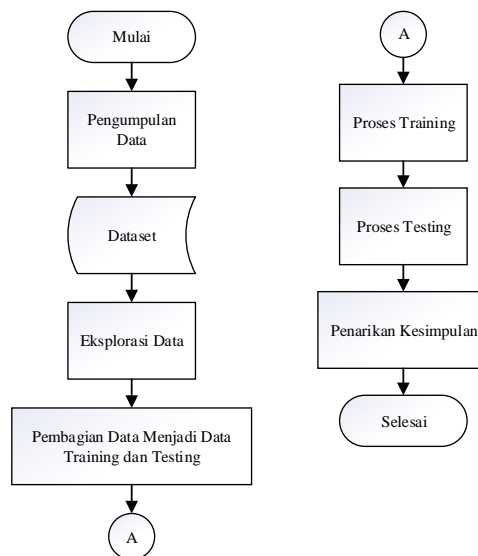 Mulai
Pengumpulan
Data
Dataset
Eksplorasi Data
Pembagian Data Menjadi Data
Training dan Testing
A
A
Proses Training
Proses Testing
Penarikan Kesimpulan
Selesai